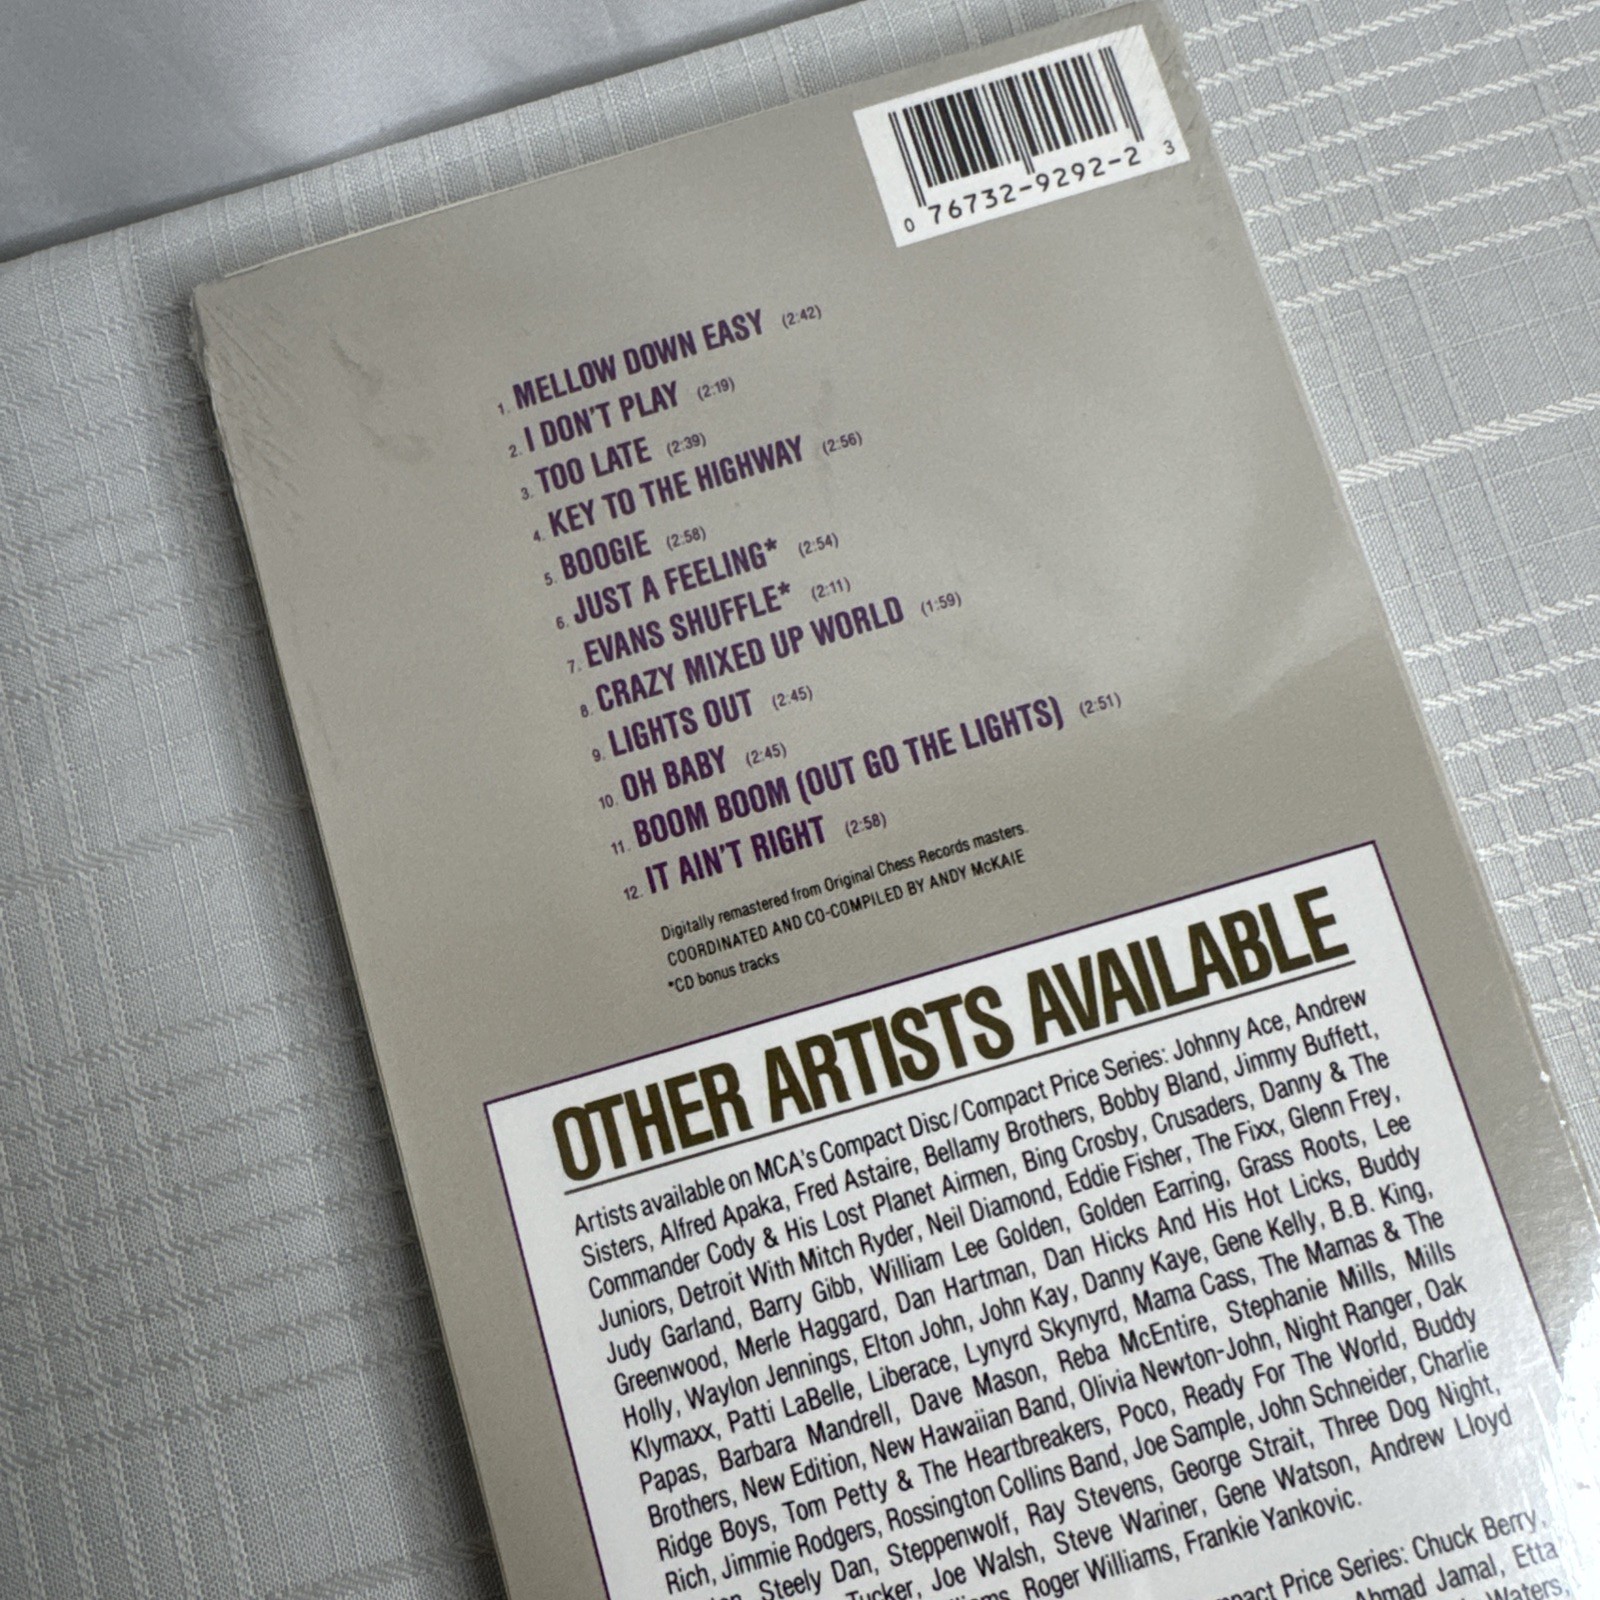 0 76732-9292-2 3
1. MELLOW DOWN EASY (2:42)
2. I DON'T PLAY (2:19)
3. TOO LATE (2:39)
4. KEY TO THE HIGHWAY (2:56)
5. BOOGIE (2:58)
6. JUST A FEELING* (2:54)
7. EVANS SHUFFLE* (2:11)
8. CRAZY MIXED UP WORLD (1:59)
9. LIGHTS OUT (2:45)
10. OH BABY (2:45)
11. BOOM BOOM (OUT GO THE LIGHTS) (2:51)
12. IT AIN'T RIGHT (2:58)
Digitally remastered from Original Chess Records masters.
COORDINATED AND CO-COMPILED BY ANDY McKAIE
*CD bonus tracks
OTHER ARTISTS AVAILABLE
Artists available on MCA's Compact Disc/Compact Price Series: Johnny Ace, Andrew
Sisters, Alfred Apaka, Fred Astaire, Bellamy Brothers, Bobby Bland, Jimmy Buffett,
Commander Cody & His Lost Planet Airmen, Bing Crosby, Crusaders, Danny & The
Juniors, Detroit With Mitch Ryder, Neil Diamond, Eddie Fisher, The Fixx, Glenn Frey,
Judy Garland, Barry Gibb, William Lee Golden, Golden Earring, Grass Roots, Lee
Greenwood, Merle Haggard, Dan Hartman, Dan Hicks And His Hot Licks, Buddy
Holly, Waylon Jennings, Elton John, John Kay, Danny Kaye, Gene Kelly, B.B. King,
Klymaxx, Patti LaBelle, Liberace, Lynyrd Skynyrd, Mama Cass, The Mamas & The
Papas, Barbara Mandrell, Dave Mason, Reba McEntire, Stephanie Mills, Mills
Brothers, New Edition, New Hawaiian Band, Olivia Newton-John, Night Ranger, Oak
Ridge Boys, Tom Petty & The Heartbreakers, Poco, Ready For The World, Buddy
Rich, Jimmie Rodgers, Rossington Collins Band, Joe Sample, John Schneider, Charlie
Steely Dan, Steppenwolf, Ray Stevens, George Strait, Three Dog Night,
Tucker, Joe Walsh, Steve Wariner, Gene Watson, Andrew Lloyd
Roger Williams, Frankie Yankovic.
Price Series: Chuck Berry,
Ahmad Jamal, Etta
Waters,